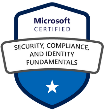 Microsoft
CERTIFIED
SECURITY, COMPLIANCE,
AND IDENTITY
FUNDAMENTALS